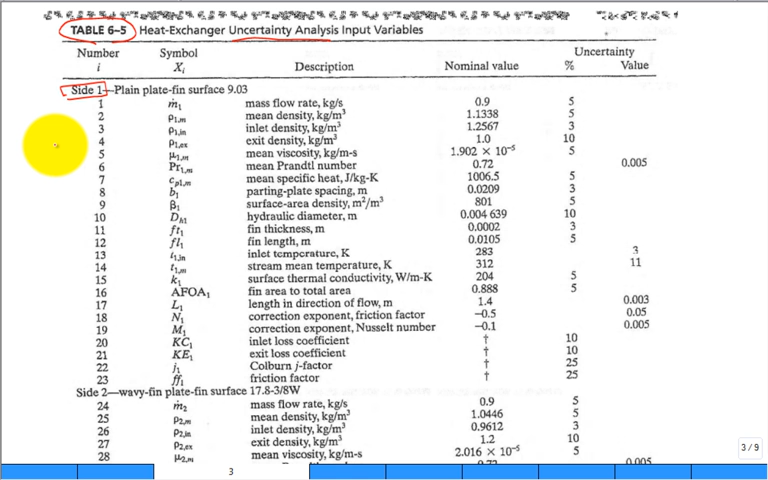 TABLE 6–5 Heat-Exchanger Uncertainty Analysis Input Variables
Number Symbol Uncertainty
i Xi Description Nominal value % Value
Side 1—Plain plate-fin surface 9.03
1 ṁ1 mass flow rate, kg/s 0.9 5
2 ρ1,m mean density, kg/m³ 1.1338 5
3 ρ1,in inlet density, kg/m³ 1.2567 3
4 ρ1,ex exit density, kg/m³ 1.0 10
5 μ1,m mean viscosity, kg/m-s 1.902 × 10⁻⁵ 5
6 Pr1,m mean Prandtl number 0.72 0.005
7 cp1,m mean specific heat, J/kg-K 1006.5 5
8 b1 parting-plate spacing, m 0.0209 3
9 β1 surface-area density, m²/m³ 801 5
10 Dh1 hydraulic diameter, m 0.004 639 10
11 ft1 fin thickness, m 0.0002 3
12 fl1 fin length, m 0.0105 5
13 t1,in inlet temperature, K 283 3
14 t1,m stream mean temperature, K 312 11
15 k1 surface thermal conductivity, W/m-K 204 5
16 AFOA1 fin area to total area 0.888 5
17 L1 length in direction of flow, m 1.4 0.003
18 N1 correction exponent, friction factor –0.5 0.05
19 M1 correction exponent, Nusselt number –0.1 0.005
20 KC1 inlet loss coefficient † 10
21 KE1 exit loss coefficient † 10
22 j1 Colburn j-factor † 25
23 ff1 friction factor † 25
Side 2—wavy-fin plate-fin surface 17.8-3/8W
24 ṁ2 mass flow rate, kg/s 0.9 5
25 ρ2,m mean density, kg/m³ 1.0446 5
26 ρ2,in inlet density, kg/m³ 0.9612 3
27 ρ2,ex exit density, kg/m³ 1.2 10
28 μ2,m mean viscosity, kg/m-s 2.016 × 10⁻⁵ 5
0.72 0.005
3 / 9
3